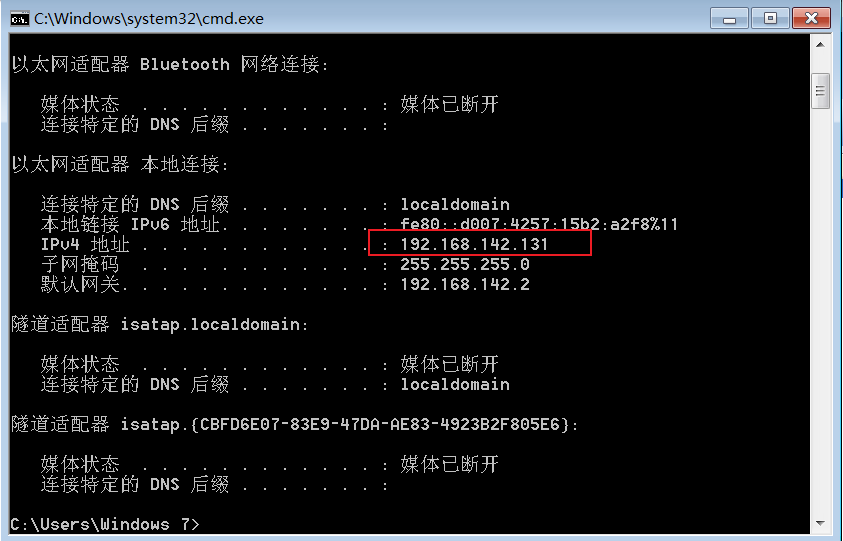 C:\Windows\system32\cmd.exe
以太网适配器 Bluetooth 网络连接:
媒体状态 . . . . . . . . . . . . : 媒体已断开
连接特定的 DNS 后缀 . . . . . . . :
以太网适配器 本地连接:
连接特定的 DNS 后缀 . . . . . . . : localdomain
本地链接 IPv6 地址. . . . . . . . : fe80::d007:4257:15b2:a2f8%11
IPv4 地址 . . . . . . . . . . . . : 192.168.142.131
子网掩码 . . . . . . . . . . . . : 255.255.255.0
默认网关. . . . . . . . . . . . . : 192.168.142.2
隧道适配器 isatap.localdomain:
媒体状态 . . . . . . . . . . . . : 媒体已断开
连接特定的 DNS 后缀 . . . . . . . : localdomain
隧道适配器 isatap.{CBFD6E07-83E9-47DA-AE83-4923B2F805E6}:
媒体状态 . . . . . . . . . . . . : 媒体已断开
连接特定的 DNS 后缀 . . . . . . . :
C:\Users\Windows 7>